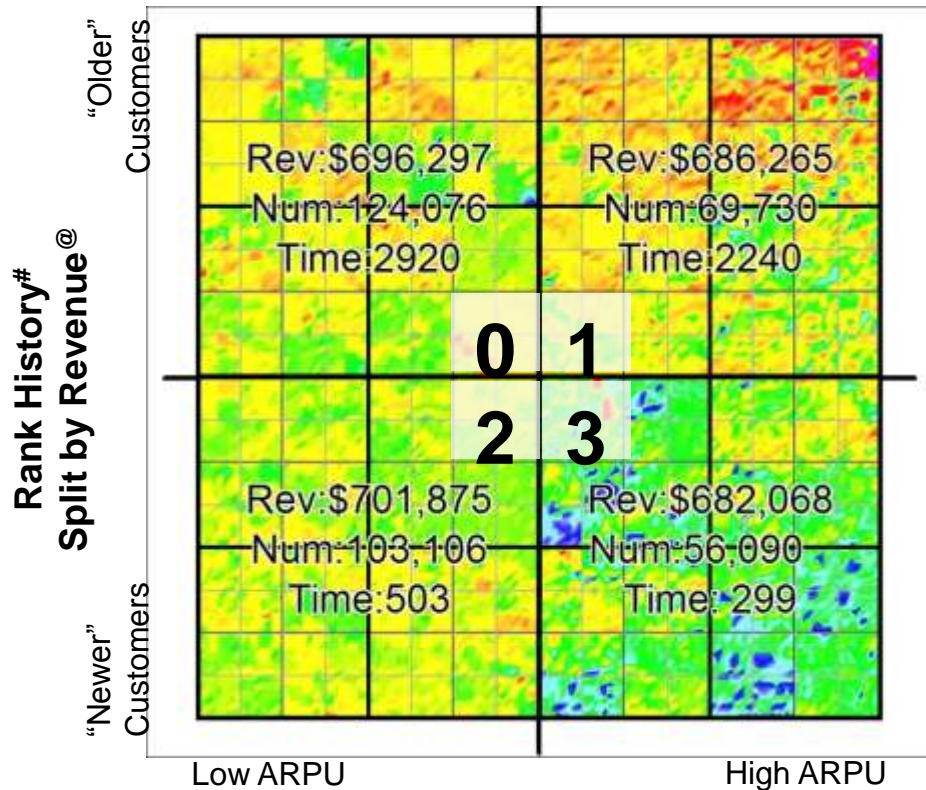 “Older”
Customers
Rank History#
Split by Revenue@
“Newer”
Customers
Rev:$696,297
Num:124,076
Time:2920
Rev:$686,265
Num:69,730
Time:2240
0 1
2 3
Rev:$701,875
Num:103,106
Time:503
Rev:$682,068
Num:56,090
Time: 299
Low ARPU
High ARPU